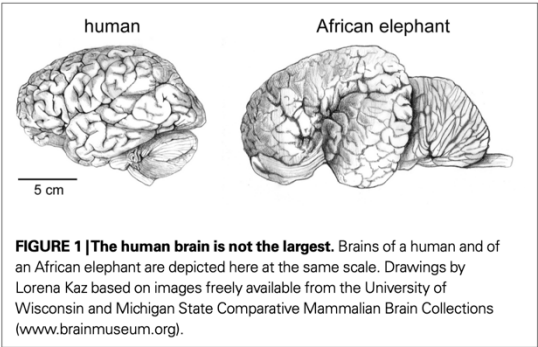 human
African elephant
5 cm
FIGURE 1 | The human brain is not the largest. Brains of a human and of
an African elephant are depicted here at the same scale. Drawings by
Lorena Kaz based on images freely available from the University of
Wisconsin and Michigan State Comparative Mammalian Brain Collections
(www.brainmuseum.org).